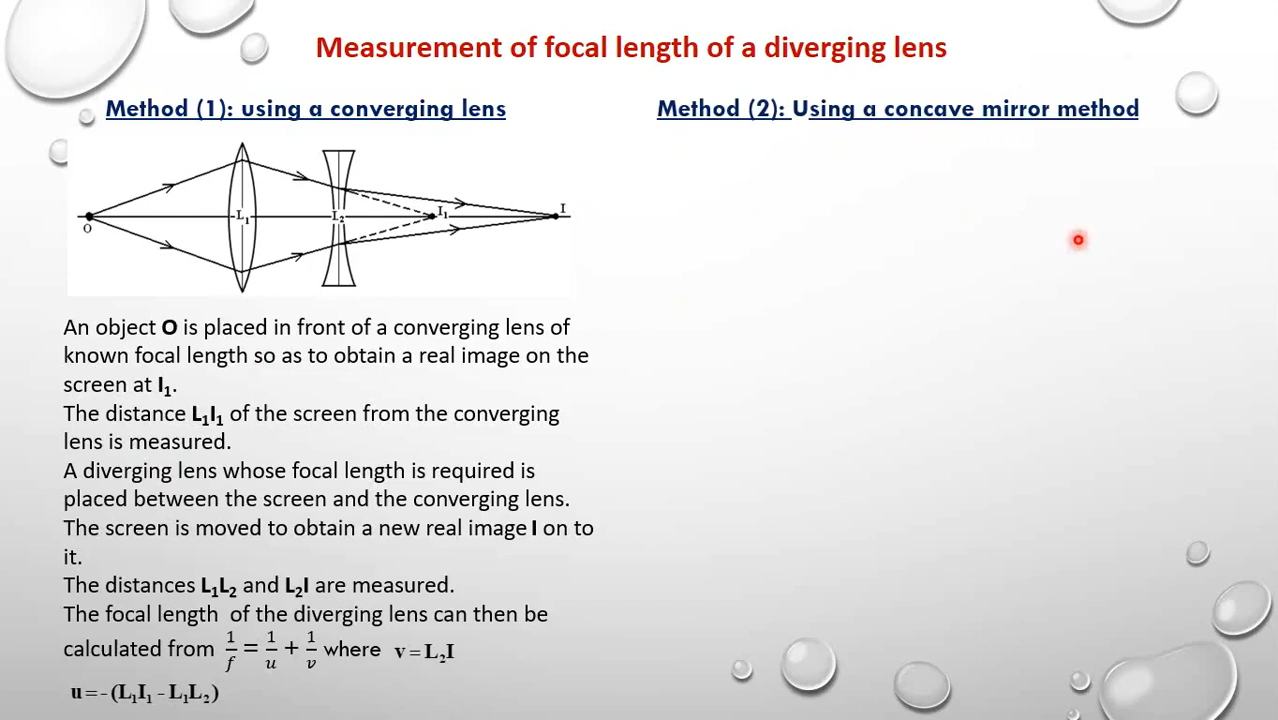 Measurement of focal length of a diverging lens
Method (1): using a converging lens
O
L₁
L₂
I₁
I
An object O is placed in front of a converging lens of
known focal length so as to obtain a real image on the
screen at I₁.
The distance L₁I₁ of the screen from the converging
lens is measured.
A diverging lens whose focal length is required is
placed between the screen and the converging lens.
The screen is moved to obtain a new real image I on to
it.
The distances L₁L₂ and L₂I are measured.
The focal length of the diverging lens can then be
calculated from 1/f = 1/u + 1/v where v = L₂I
u = - (L₁I₁ - L₁L₂)
Method (2): Using a concave mirror method